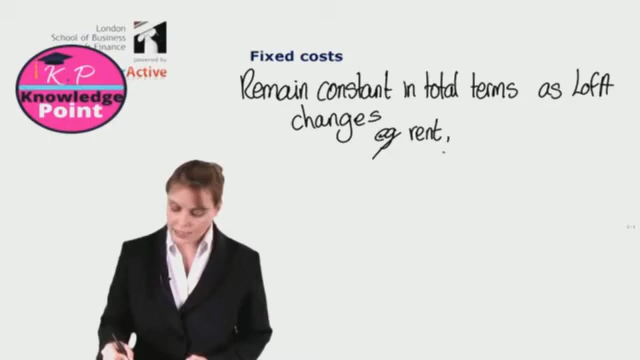 London
School of Business
& Finance
powered by
Active
K.P
Knowledge
Point
Fixed costs
Remain constant in total terms as LofA
changes
eg rent,